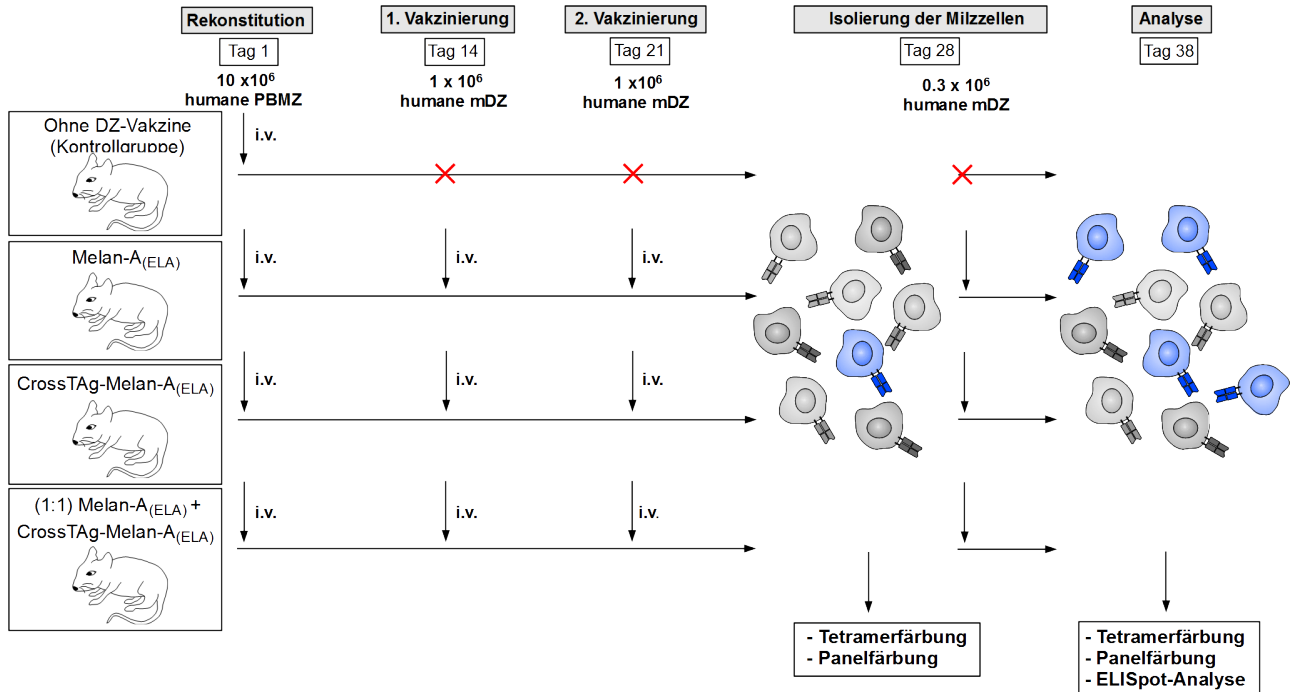 Rekonstitution
1. Vakzinierung
2. Vakzinierung
Isolierung der Milzzellen
Analyse
Tag 1
Tag 14
Tag 21
Tag 28
Tag 38
10 x10⁶
humane PBMZ
1 x 10⁶
humane mDZ
1 x10⁶
humane mDZ
0.3 x 10⁶
humane mDZ
Ohne DZ-Vakzine
(Kontrollgruppe)
i.v.
Melan-A(ELA)
i.v.
i.v.
i.v.
CrossTAg-Melan-A(ELA)
i.v.
i.v.
i.v.
(1:1) Melan-A(ELA) +
CrossTAg-Melan-A(ELA)
i.v.
i.v.
i.v.
- Tetramerfärbung
- Panelfärbung
- Tetramerfärbung
- Panelfärbung
- ELISpot-Analyse